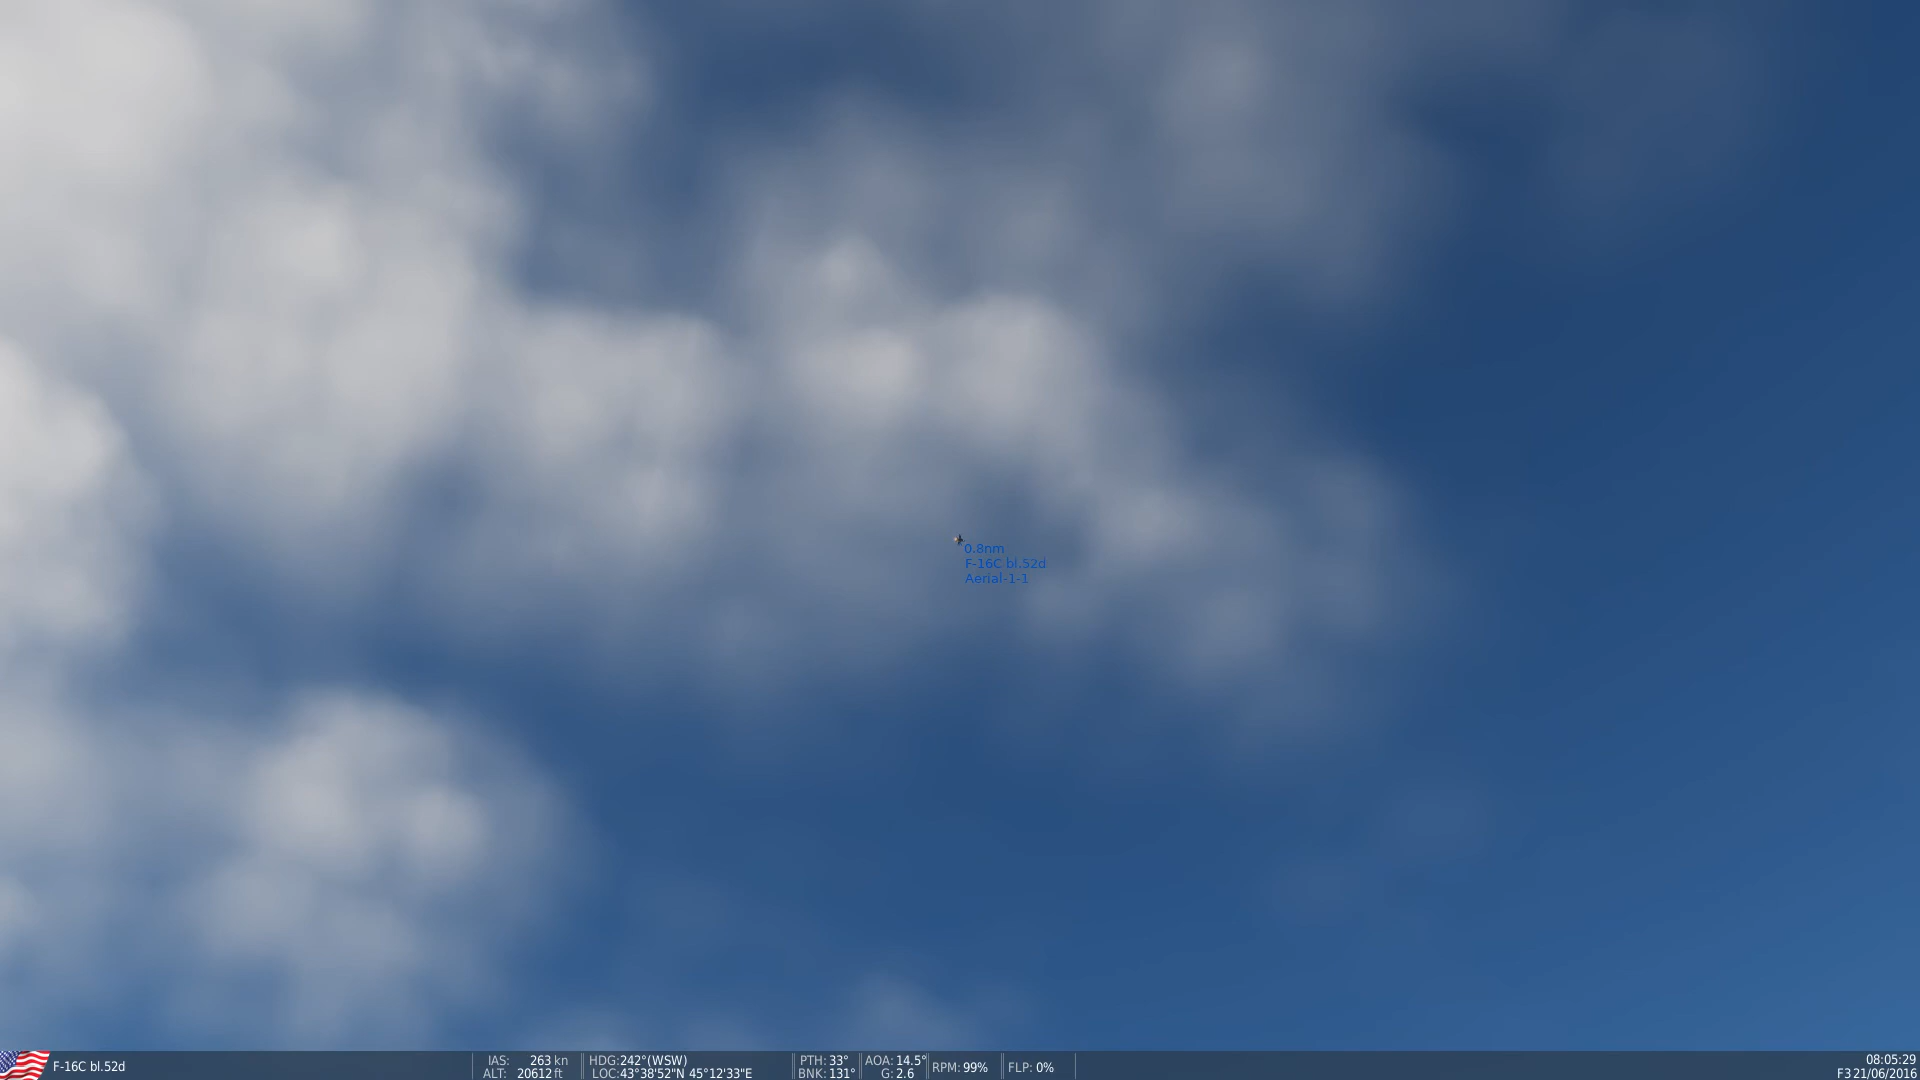 0.8nm
F-16C bl.52d
Aerial-1-1
F-16C bl.52d
IAS: 263 kn
ALT: 20612 ft
HDG:242°(WSW)
LOC:43°38'52"N 45°12'33"E
PTH: 33°
BNK: 131°
AOA: 14.5°
G: 2.6
RPM: 99%
FLP: 0%
08:05:29
F3 21/06/2016